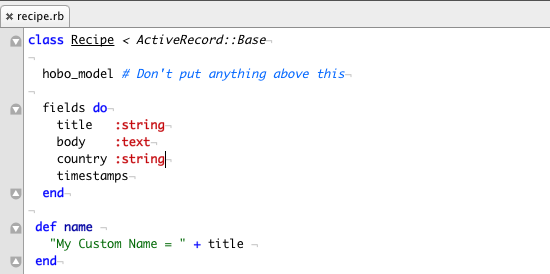 recipe.rb
class Recipe < ActiveRecord::Base
hobo_model # Don't put anything above this
fields do
title :string
body :text
country :string
timestamps
end
def name
"My Custom Name = " + title
end